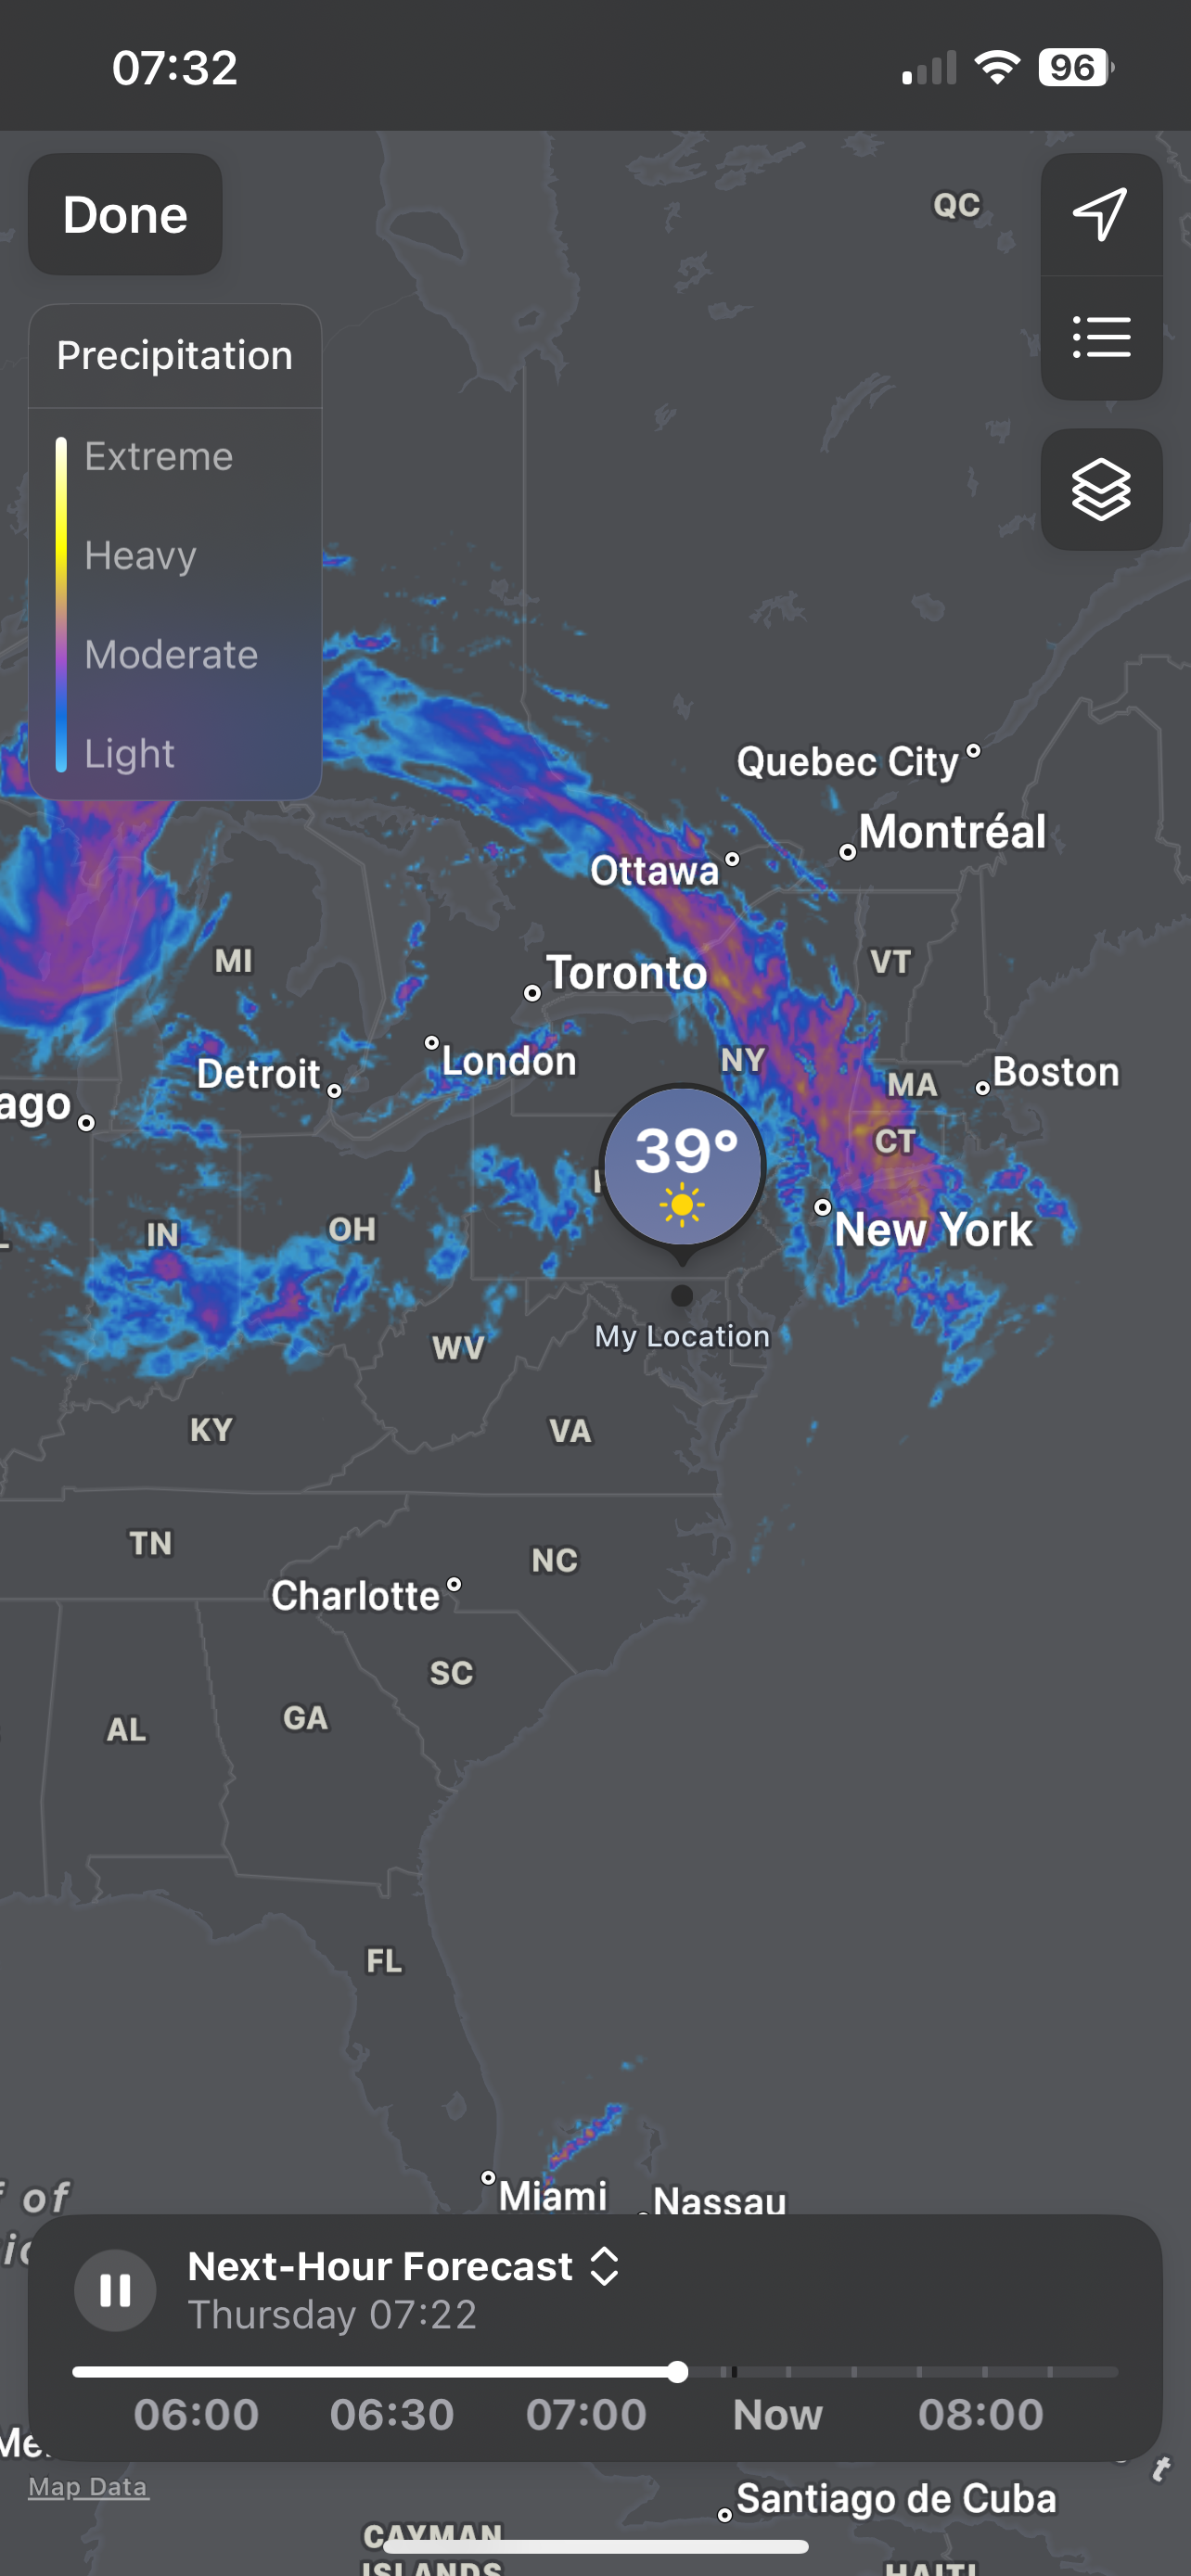 07:32
96
Done
QC
Precipitation
Extreme
Heavy
Moderate
Light
Quebec City
Montréal
Ottawa
MI
VT
Toronto
NY
London
Detroit
MA
Boston
ago
CT
39°
IN
OH
New York
WV
My Location
KY
VA
TN
NC
Charlotte
SC
AL
GA
FL
Miami
Nassau
of
Next-Hour Forecast
Thursday 07:22
06:00
06:30
07:00
Now
08:00
Me
Map Data
t
Santiago de Cuba
CAYMAN
ISLANDS
HAITI